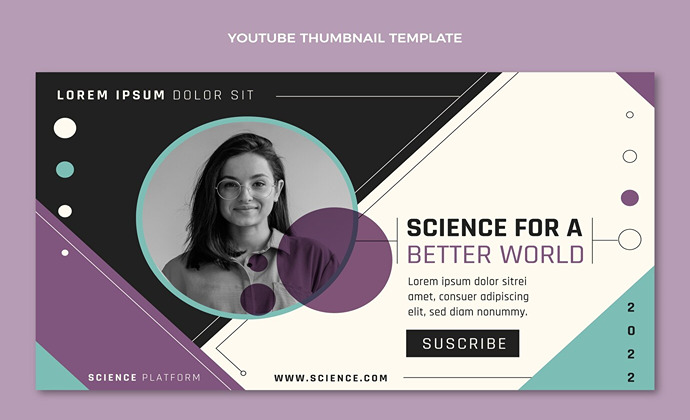 YOUTUBE THUMBNAIL TEMPLATE
LOREM IPSUM DOLOR SIT
SCIENCE FOR A
BETTER WORLD
Lorem ipsum dolor sitrei
amet, consuer adipiscing
elit, sed diam nonummy.
SUSCRIBE
2
0
2
2
SCIENCE PLATFORM
WWW.SCIENCE.COM